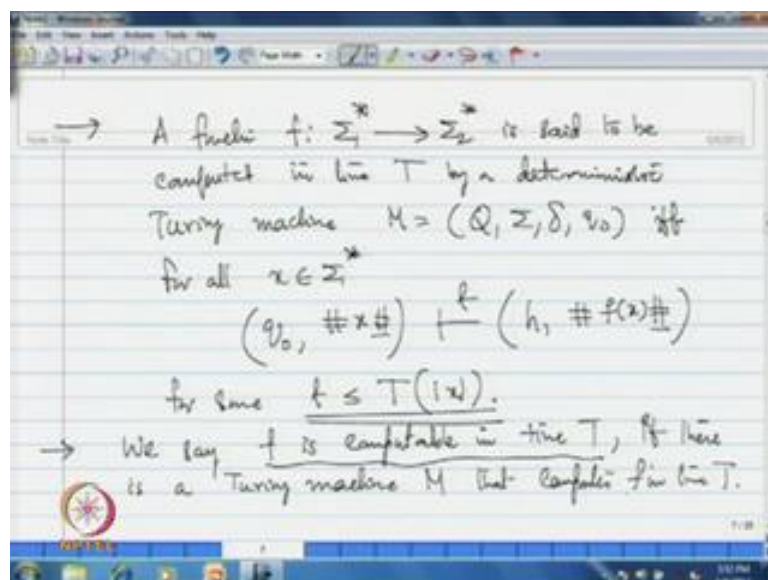 → A function f: Σ₁* → Σ₂* is said to be
computed in time T by a deterministic
Turing machine M = (Q, Σ, δ, q₀) iff
for all x ∈ Σ₁*
(q₀, #x#) ⊢ᵗ (h, #f(x)#)
for some t ≤ T(|x|).
→ We say f is computable in time T, if there
is a Turing machine M that computes f in time T.
NPTEL